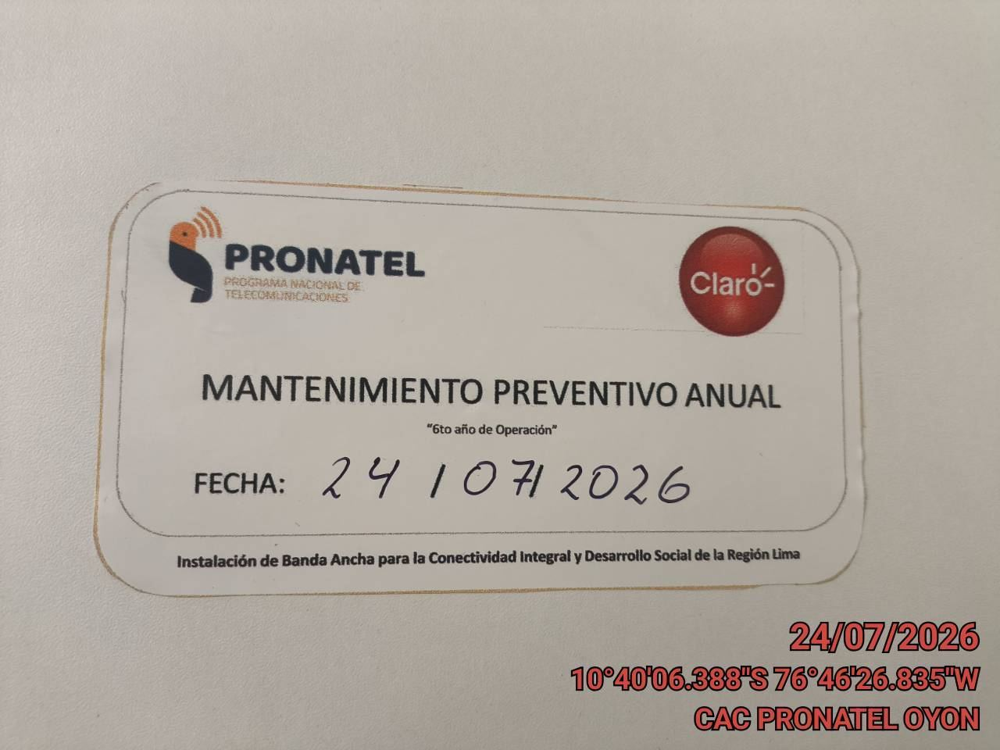 PRONATEL
PROGRAMA NACIONAL DE
TELECOMUNICACIONES
Claro
MANTENIMIENTO PREVENTIVO ANUAL
"6to año de Operación"
FECHA: 24 / 07 / 2026
Instalación de Banda Ancha para la Conectividad Integral y Desarrollo Social de la Región Lima
24/07/2026
10°40'06.388"S 76°46'26.835"W
CAC PRONATEL OYON